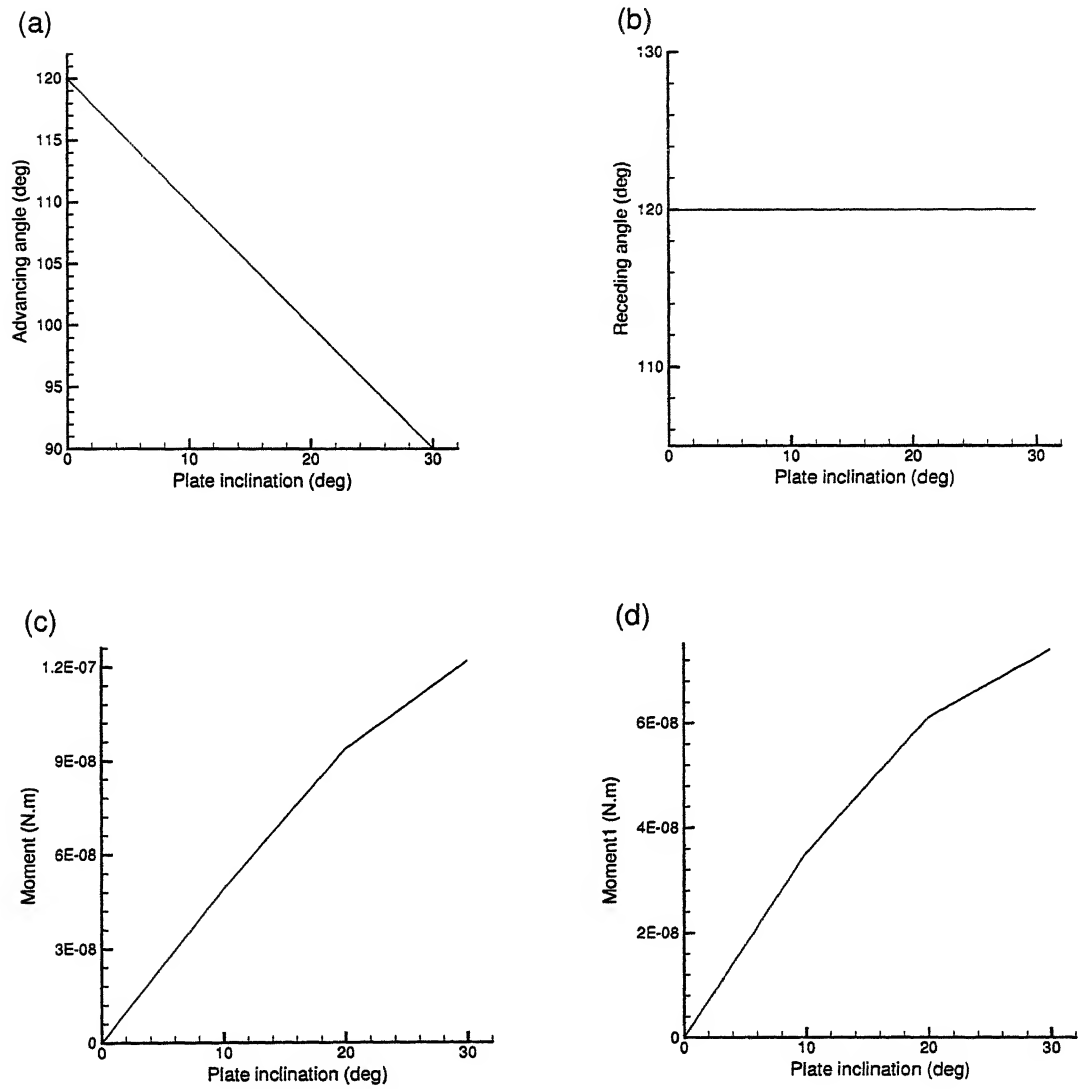 (a)
120
115
110
105
100
95
90
0
10
20
30
Advancing angle (deg)
Plate inclination (deg)
(b)
130
120
110
0
10
20
30
Receding angle (deg)
Plate inclination (deg)
(c)
1.2E-07
9E-08
6E-08
3E-08
0
0
10
20
30
Moment (N.m)
Plate inclination (deg)
(d)
6E-08
4E-08
2E-08
0
0
10
20
30
Moment1 (N.m)
Plate inclination (deg)